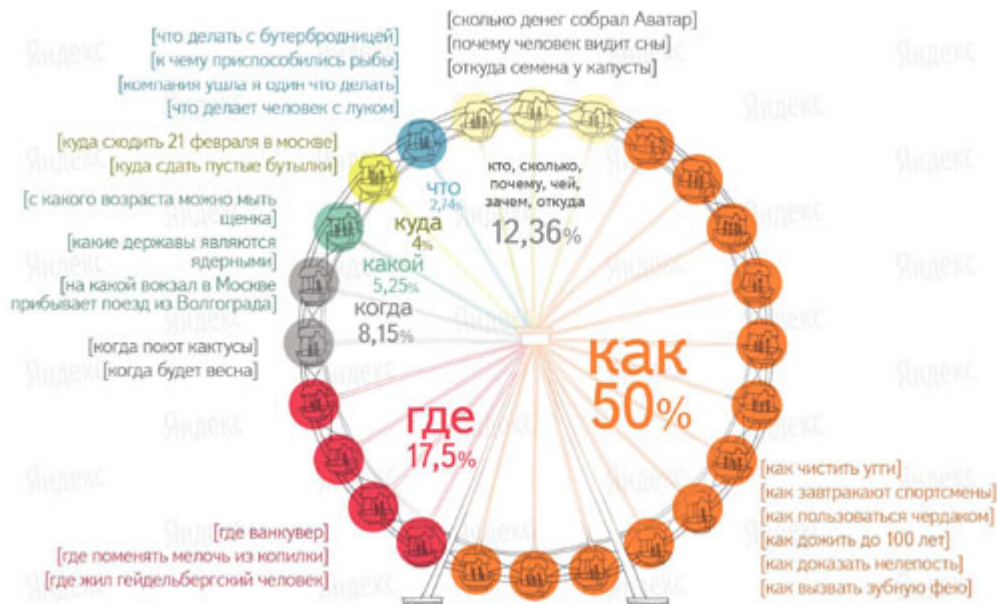 [что делать с бутербродницей]
[к чему приспособились рыбы]
[компания ушла я один что делать]
[что делает человек с луком]
[сколько денег собрал Аватар]
[почему человек видит сны]
[откуда семена у капусты]
[куда сходить 21 февраля в москве]
[куда сдать пустые бутылки]
[с какого возраста можно мыть
щенка]
[какие державы являются
ядерными]
[на какой вокзал в Москве
прибывает поезд из Волгограда]
[когда поют кактусы]
[когда будет весна]
что
2,74%
кто, сколько,
почему, чей,
зачем, откуда
12,36%
куда
4%
какой
5,25%
когда
8,15%
как
50%
где
17,5%
[где ванкувер]
[где поменять мелочь из копилки]
[где жил гейдельбергский человек]
[как чистить угги]
[как завтракают спортсмены]
[как пользоваться чердаком]
[как дожить до 100 лет]
[как доказать нелепость]
[как вызвать зубную фею]
Яндекс